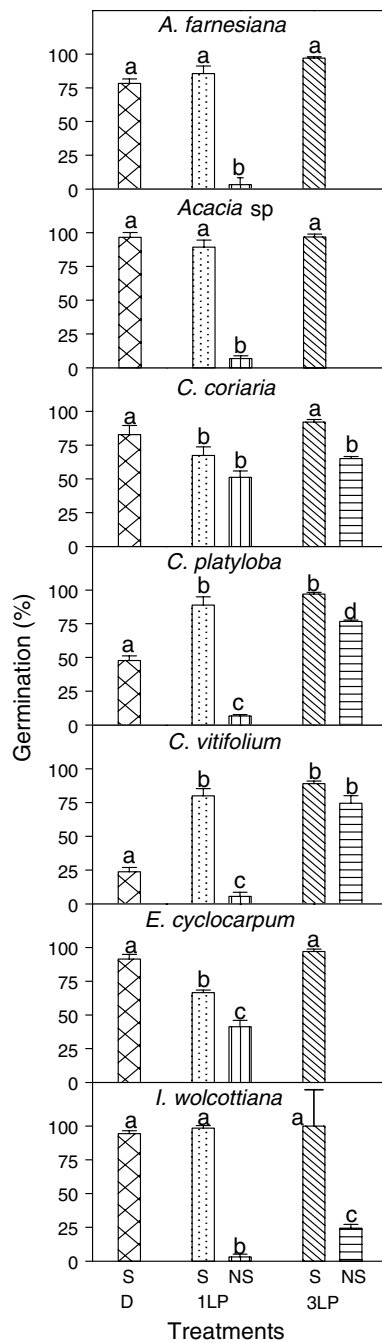 A. farnesiana
100
75
50
25
0
a
a
b
a
Acacia sp
100
75
50
25
0
a
a
b
a
C. coriaria
100
75
50
25
0
a
b
b
a
b
C. platyloba
100
75
50
25
0
a
b
c
b
d
C. vitifolium
100
75
50
25
0
a
b
c
b
b
E. cyclocarpum
100
75
50
25
a
b
c
a
I. wolcottiana
100
75
50
25
0
a
a
b
a
c
Germination (%)
S S NS S NS
D 1LP 3LP
Treatments